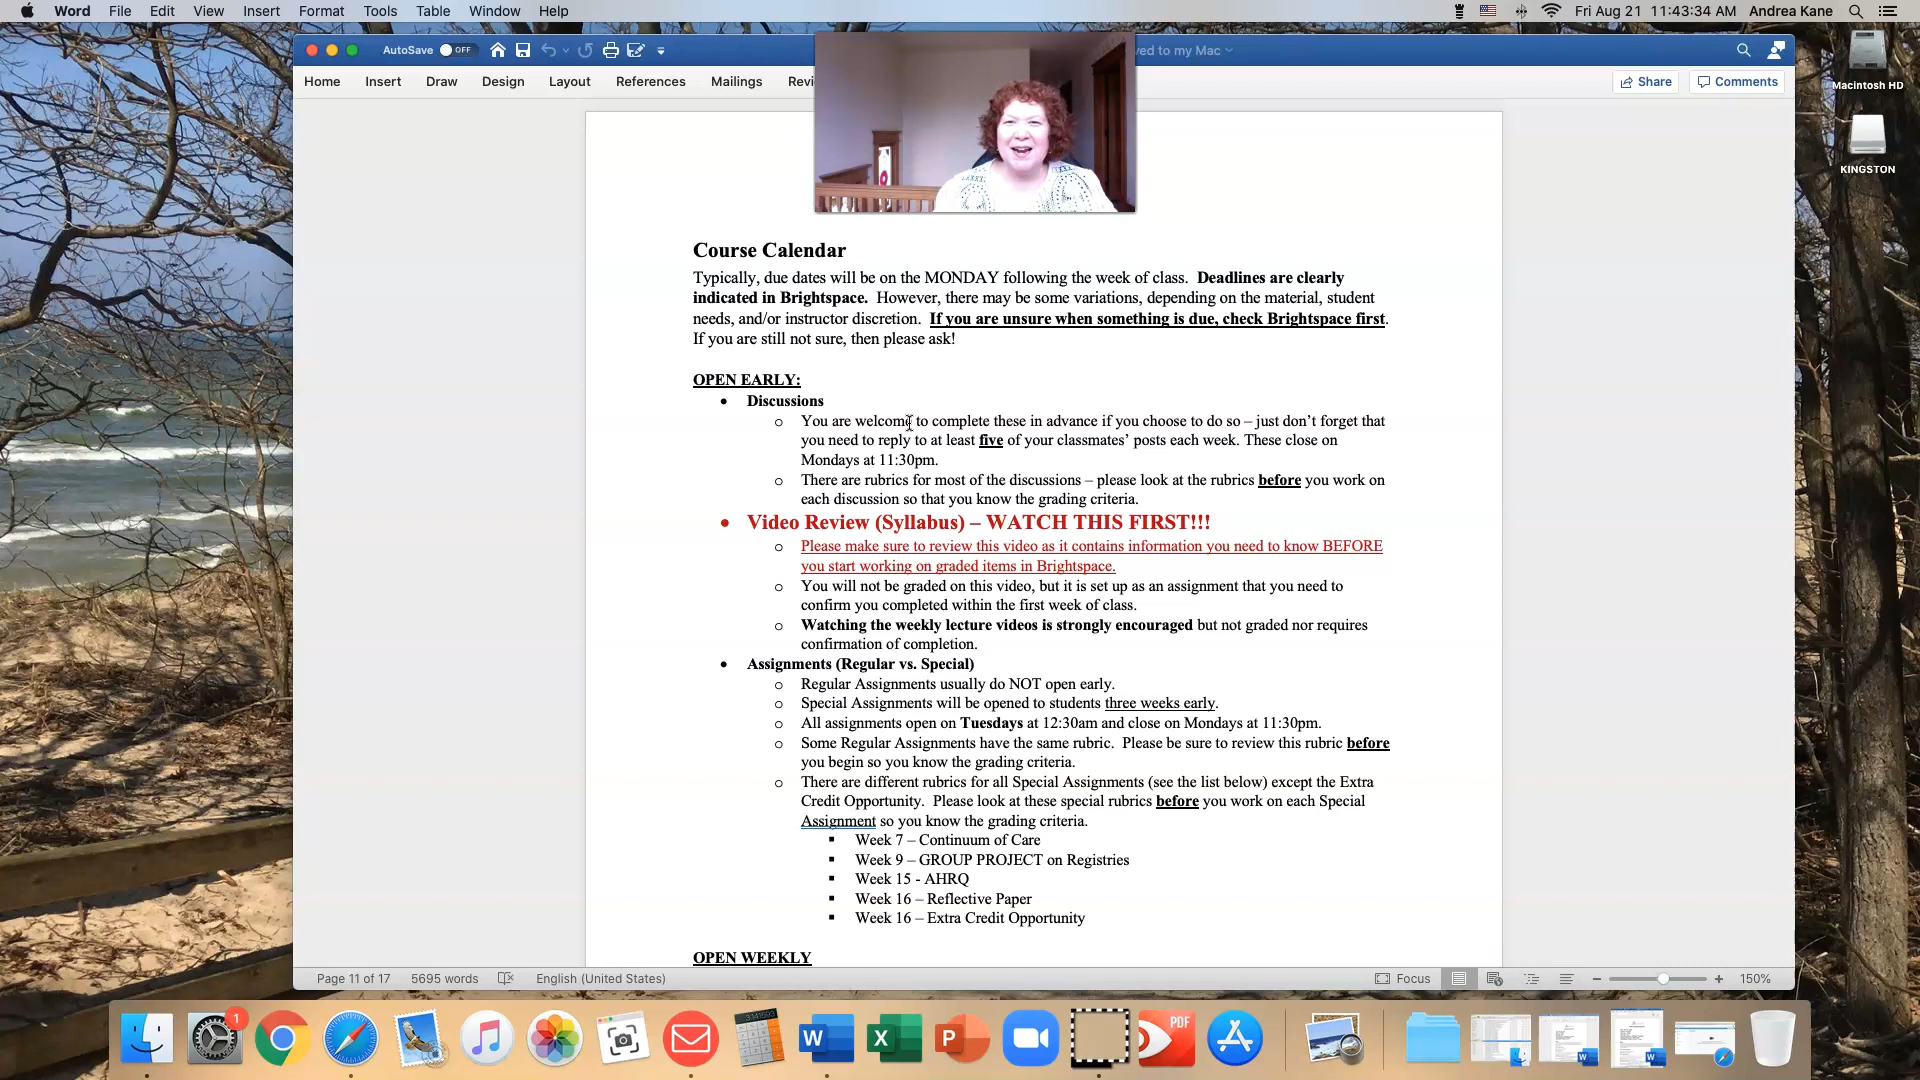 Word File Edit View Insert Format Tools Table Window Help Fri Aug 21 11:43:34 AM Andrea Kane
AutoSave OFF ved to my Mac
Home Insert Draw Design Layout References Mailings Revi Share Comments
Macintosh HD
KINGSTON
Course Calendar
Typically, due dates will be on the MONDAY following the week of class. Deadlines are clearly
indicated in Brightspace. However, there may be some variations, depending on the material, student
needs, and/or instructor discretion. If you are unsure when something is due, check Brightspace first.
If you are still not sure, then please ask!
OPEN EARLY:
• Discussions
o You are welcome to complete these in advance if you choose to do so – just don’t forget that
you need to reply to at least five of your classmates’ posts each week. These close on
Mondays at 11:30pm.
o There are rubrics for most of the discussions – please look at the rubrics before you work on
each discussion so that you know the grading criteria.
• Video Review (Syllabus) – WATCH THIS FIRST!!!
o Please make sure to review this video as it contains information you need to know BEFORE
you start working on graded items in Brightspace.
o You will not be graded on this video, but it is set up as an assignment that you need to
confirm you completed within the first week of class.
o Watching the weekly lecture videos is strongly encouraged but not graded nor requires
confirmation of completion.
• Assignments (Regular vs. Special)
o Regular Assignments usually do NOT open early.
o Special Assignments will be opened to students three weeks early.
o All assignments open on Tuesdays at 12:30am and close on Mondays at 11:30pm.
o Some Regular Assignments have the same rubric. Please be sure to review this rubric before
you begin so you know the grading criteria.
o There are different rubrics for all Special Assignments (see the list below) except the Extra
Credit Opportunity. Please look at these special rubrics before you work on each Special
Assignment so you know the grading criteria.
▪ Week 7 – Continuum of Care
▪ Week 9 – GROUP PROJECT on Registries
▪ Week 15 - AHRQ
▪ Week 16 – Reflective Paper
▪ Week 16 – Extra Credit Opportunity
OPEN WEEKLY
Page 11 of 17 5695 words English (United States) Focus 150%
1
W X P PDF